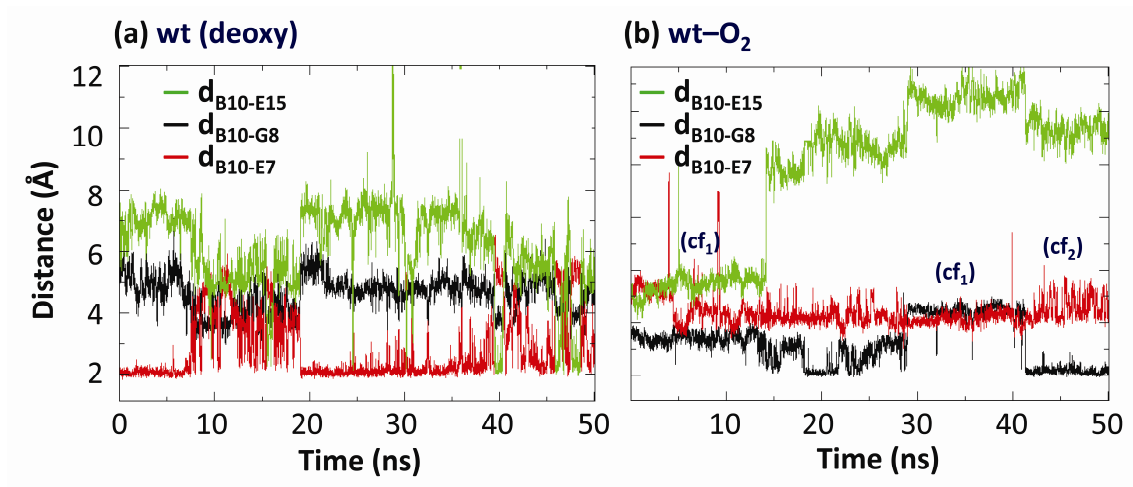 (a) wt (deoxy)
(b) wt–O2
12
10
8
6
4
2
Distance (Å)
dB10-E15
dB10-G8
dB10-E7
0
10
20
30
40
50
Time (ns)
dB10-E15
dB10-G8
dB10-E7
(cf1)
(cf1)
(cf2)
0
10
20
30
40
50
Time (ns)